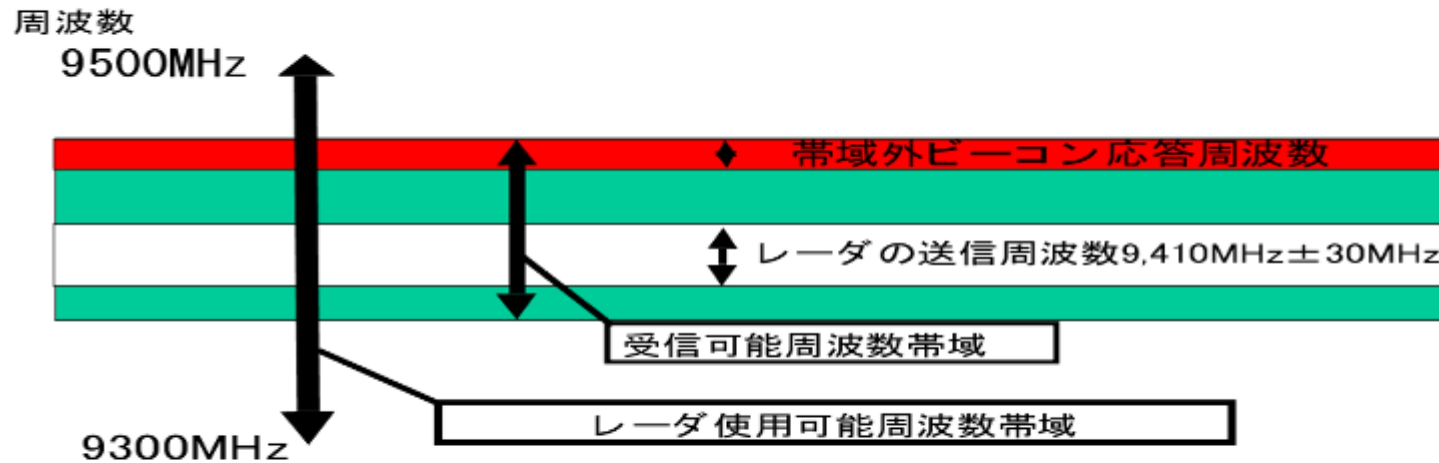 周波数
9500MHz
帯域外ビーコン応答周波数
レーダの送信周波数9,410MHz±30MHz
受信可能周波数帯域
レーダ使用可能周波数帯域
9300MHz